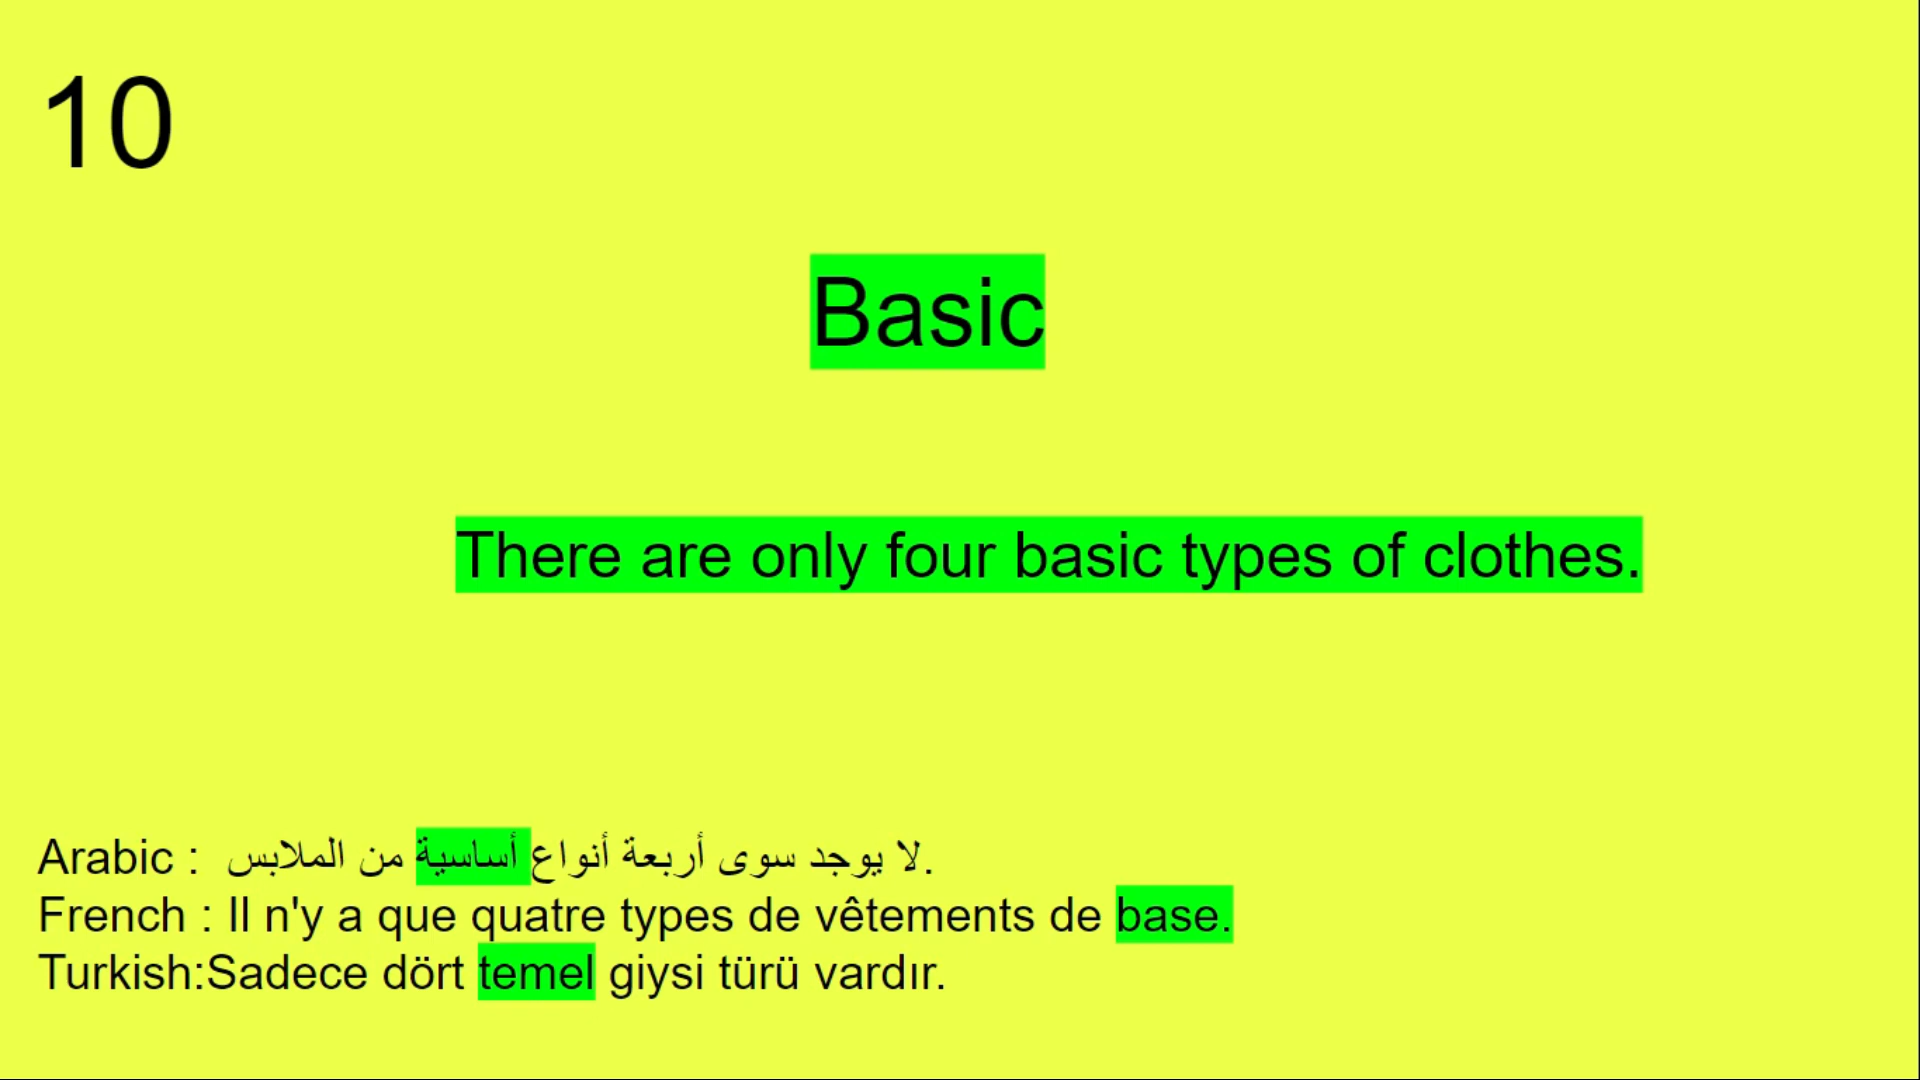 10
Basic
There are only four basic types of clothes.
Arabic : لا يوجد سوى أربعة أنواع أساسية من الملابس.
French : Il n'y a que quatre types de vêtements de base.
Turkish:Sadece dört temel giysi türü vardır.